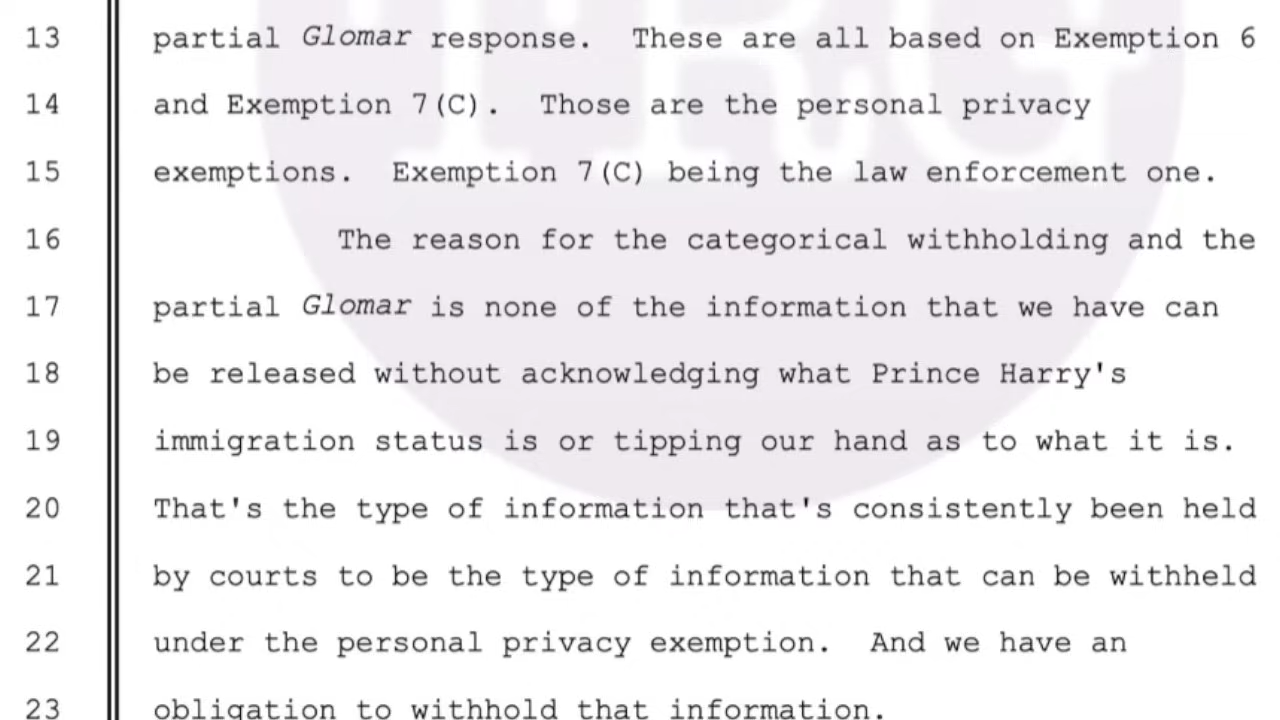 13 partial Glomar response. These are all based on Exemption 6
14 and Exemption 7(C). Those are the personal privacy
15 exemptions. Exemption 7(C) being the law enforcement one.
16 The reason for the categorical withholding and the
17 partial Glomar is none of the information that we have can
18 be released without acknowledging what Prince Harry's
19 immigration status is or tipping our hand as to what it is.
20 That's the type of information that's consistently been held
21 by courts to be the type of information that can be withheld
22 under the personal privacy exemption. And we have an
23 obligation to withhold that information.